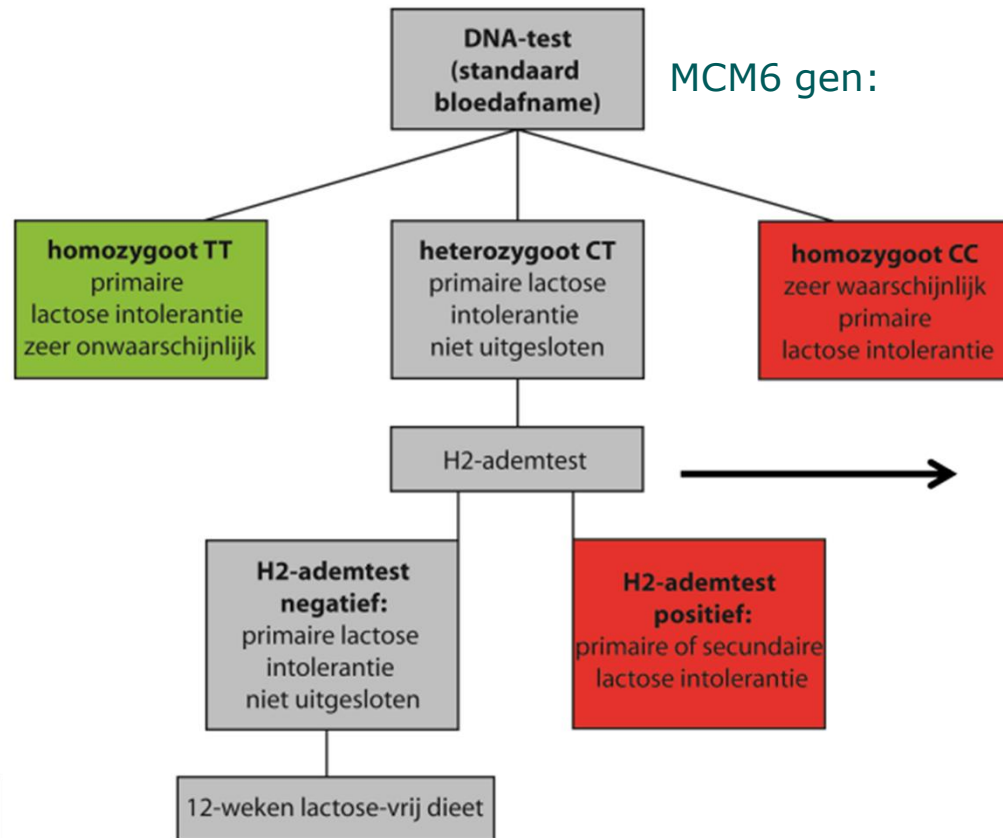 DNA-test
(standaard
bloedafname)
MCM6 gen:
homozygoot TT
primaire
lactose intolerantie
zeer onwaarschijnlijk
heterozygoot CT
primaire lactose
intolerantie
niet uitgesloten
homozygoot CC
zeer waarschijnlijk
primaire
lactose intolerantie
H2-ademtest
H2-ademtest
negatief:
primaire lactose
intolerantie
niet uitgesloten
H2-ademtest
positief:
primaire of secundaire
lactose intolerantie
12-weken lactose-vrij dieet